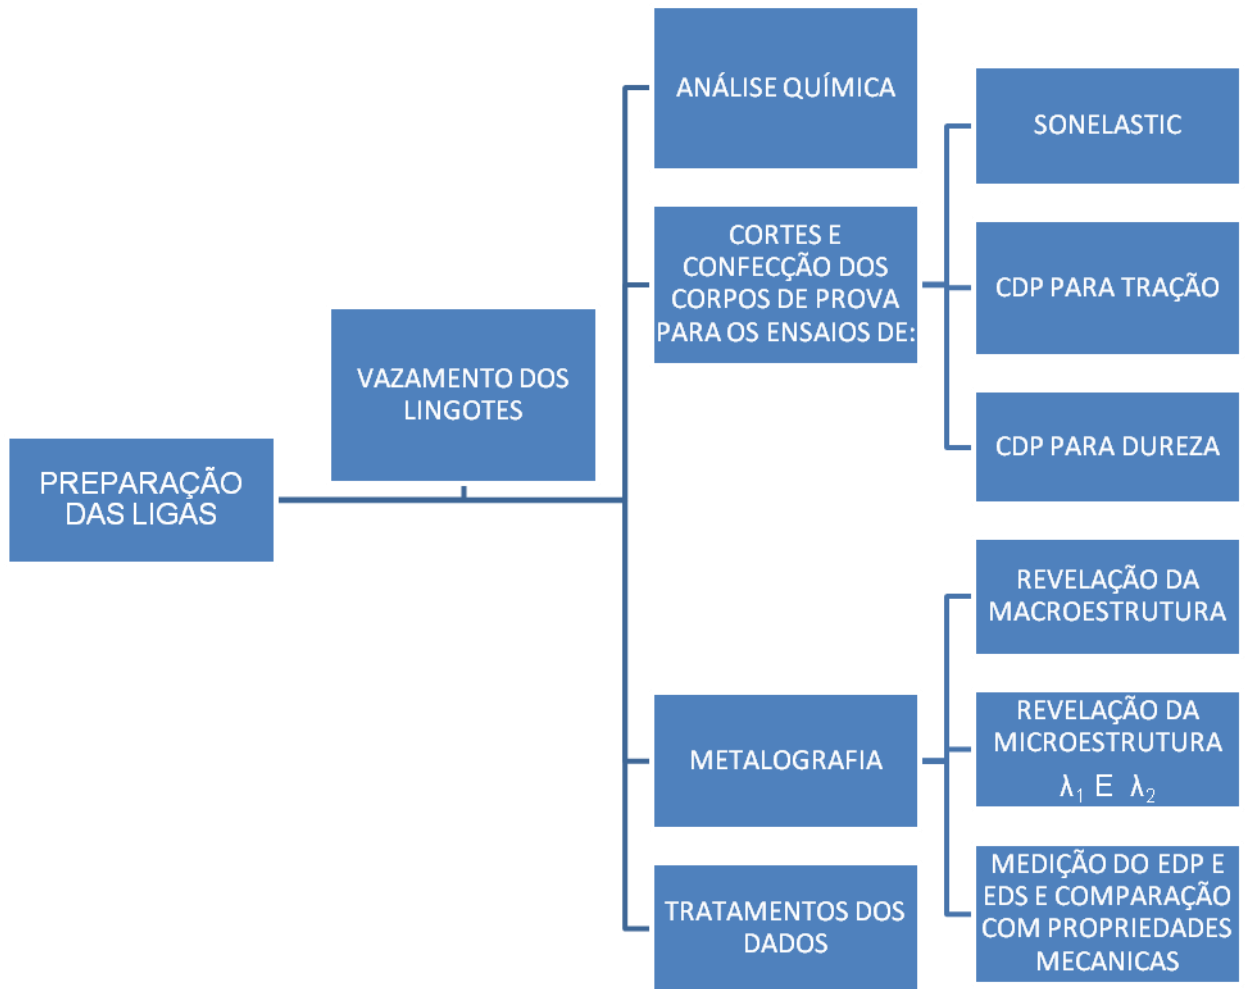 PREPARAÇÃO
DAS LIGAS
VAZAMENTO DOS
LINGOTES
ANÁLISE QUÍMICA
CORTES E
CONFECÇÃO DOS
CORPOS DE PROVA
PARA OS ENSAIOS DE:
SONELASTIC
CDP PARA TRAÇÃO
CDP PARA DUREZA
METALOGRAFIA
REVELAÇÃO DA
MACROESTRUTURA
REVELAÇÃO DA
MICROESTRUTURA
λ₁ E λ₂
MEDIÇÃO DO EDP E
EDS E COMPARAÇÃO
COM PROPRIEDADES
MECANICAS
TRATAMENTOS DOS
DADOS